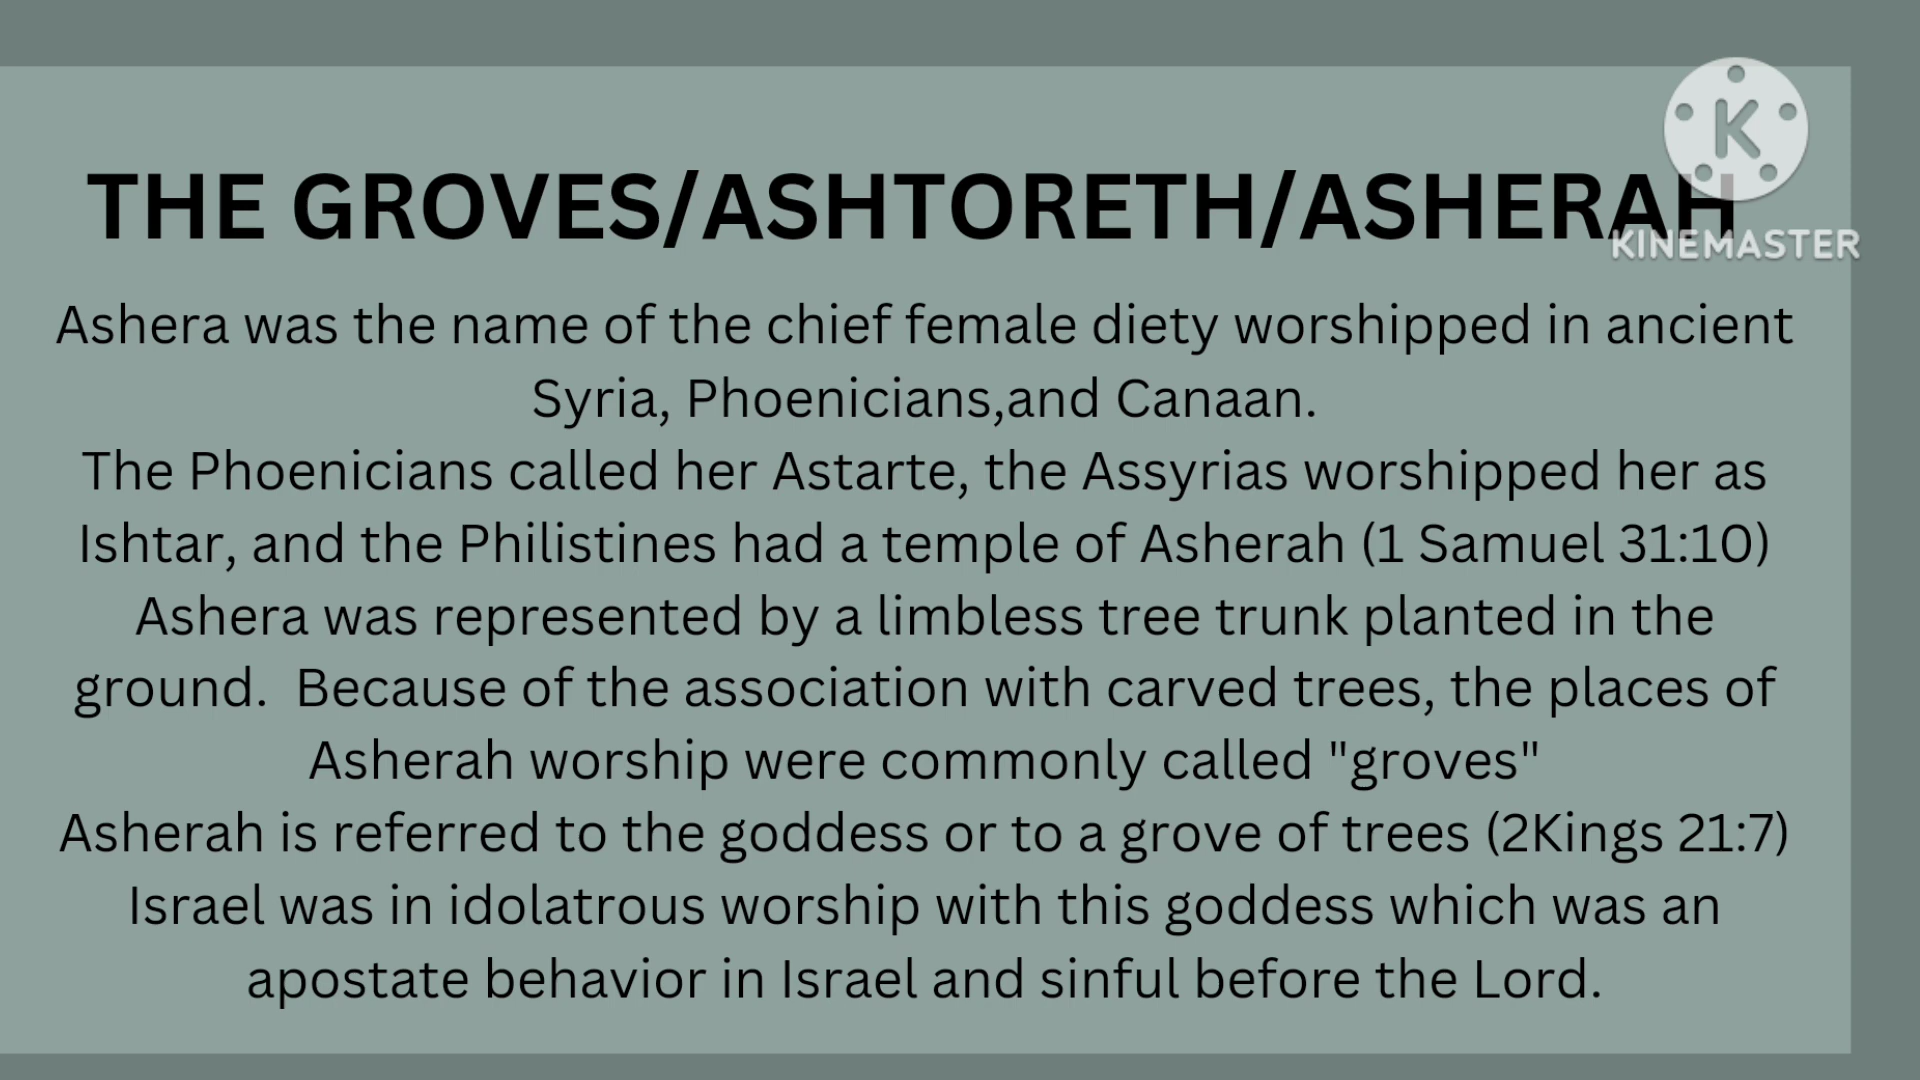 THE GROVES/ASHTORETH/ASHERAH
K
KINEMASTER
Ashera was the name of the chief female diety worshipped in ancient
Syria, Phoenicians,and Canaan.
The Phoenicians called her Astarte, the Assyrias worshipped her as
Ishtar, and the Philistines had a temple of Asherah (1 Samuel 31:10)
Ashera was represented by a limbless tree trunk planted in the
ground.  Because of the association with carved trees, the places of
Asherah worship were commonly called "groves"
Asherah is referred to the goddess or to a grove of trees (2Kings 21:7)
Israel was in idolatrous worship with this goddess which was an
apostate behavior in Israel and sinful before the Lord.